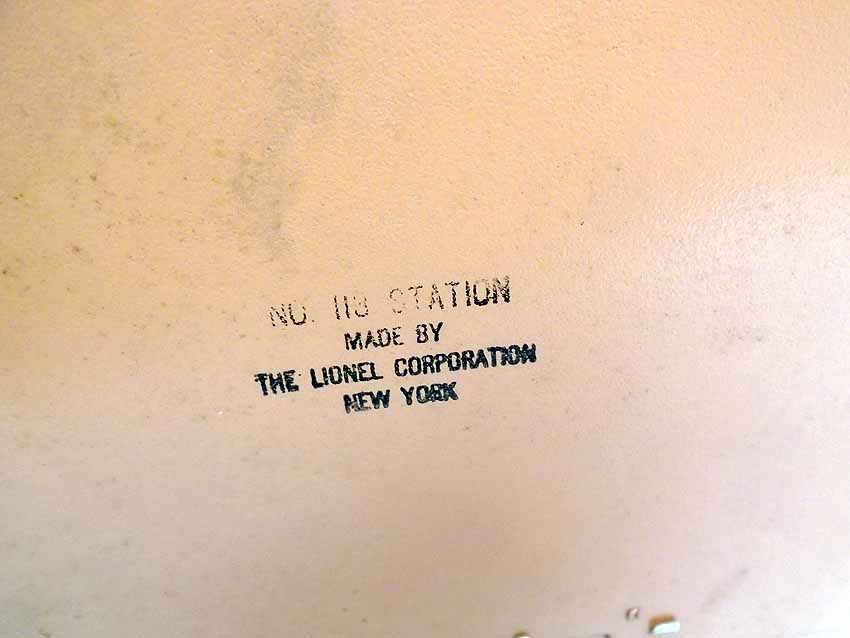 NO. 113 STATION
MADE BY
THE LIONEL CORPORATION
NEW YORK